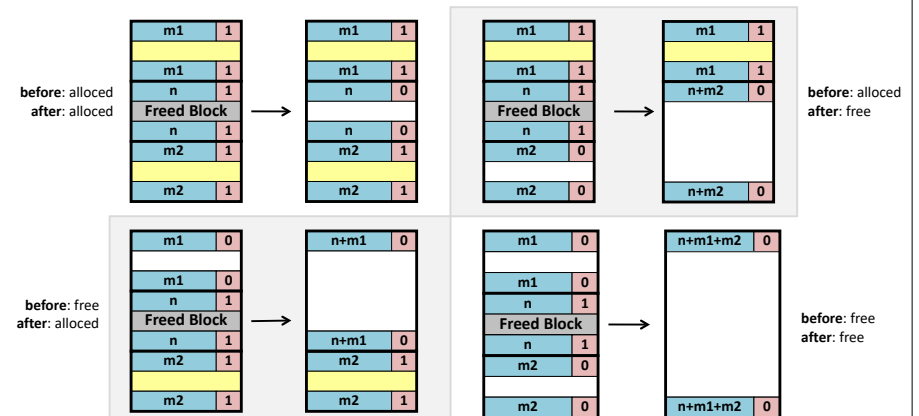 before: alloced
after: alloced
m1 1
m1 1
n 1
Freed Block
n 1
m2 1
m2 1
m1 1
m1 1
n 0
n 0
m2 1
m2 1
m1 1
m1 1
n 1
Freed Block
n 1
m2 0
m2 0
m1 1
m1 1
n+m2 0
n+m2 0
before: alloced
after: free
before: free
after: alloced
m1 0
m1 0
n 1
Freed Block
n 1
m2 1
m2 1
n+m1 0
n+m1 0
m2 1
m2 1
m1 0
m1 0
n 1
Freed Block
n 1
m2 0
m2 0
n+m1+m2 0
n+m1+m2 0
before: free
after: free